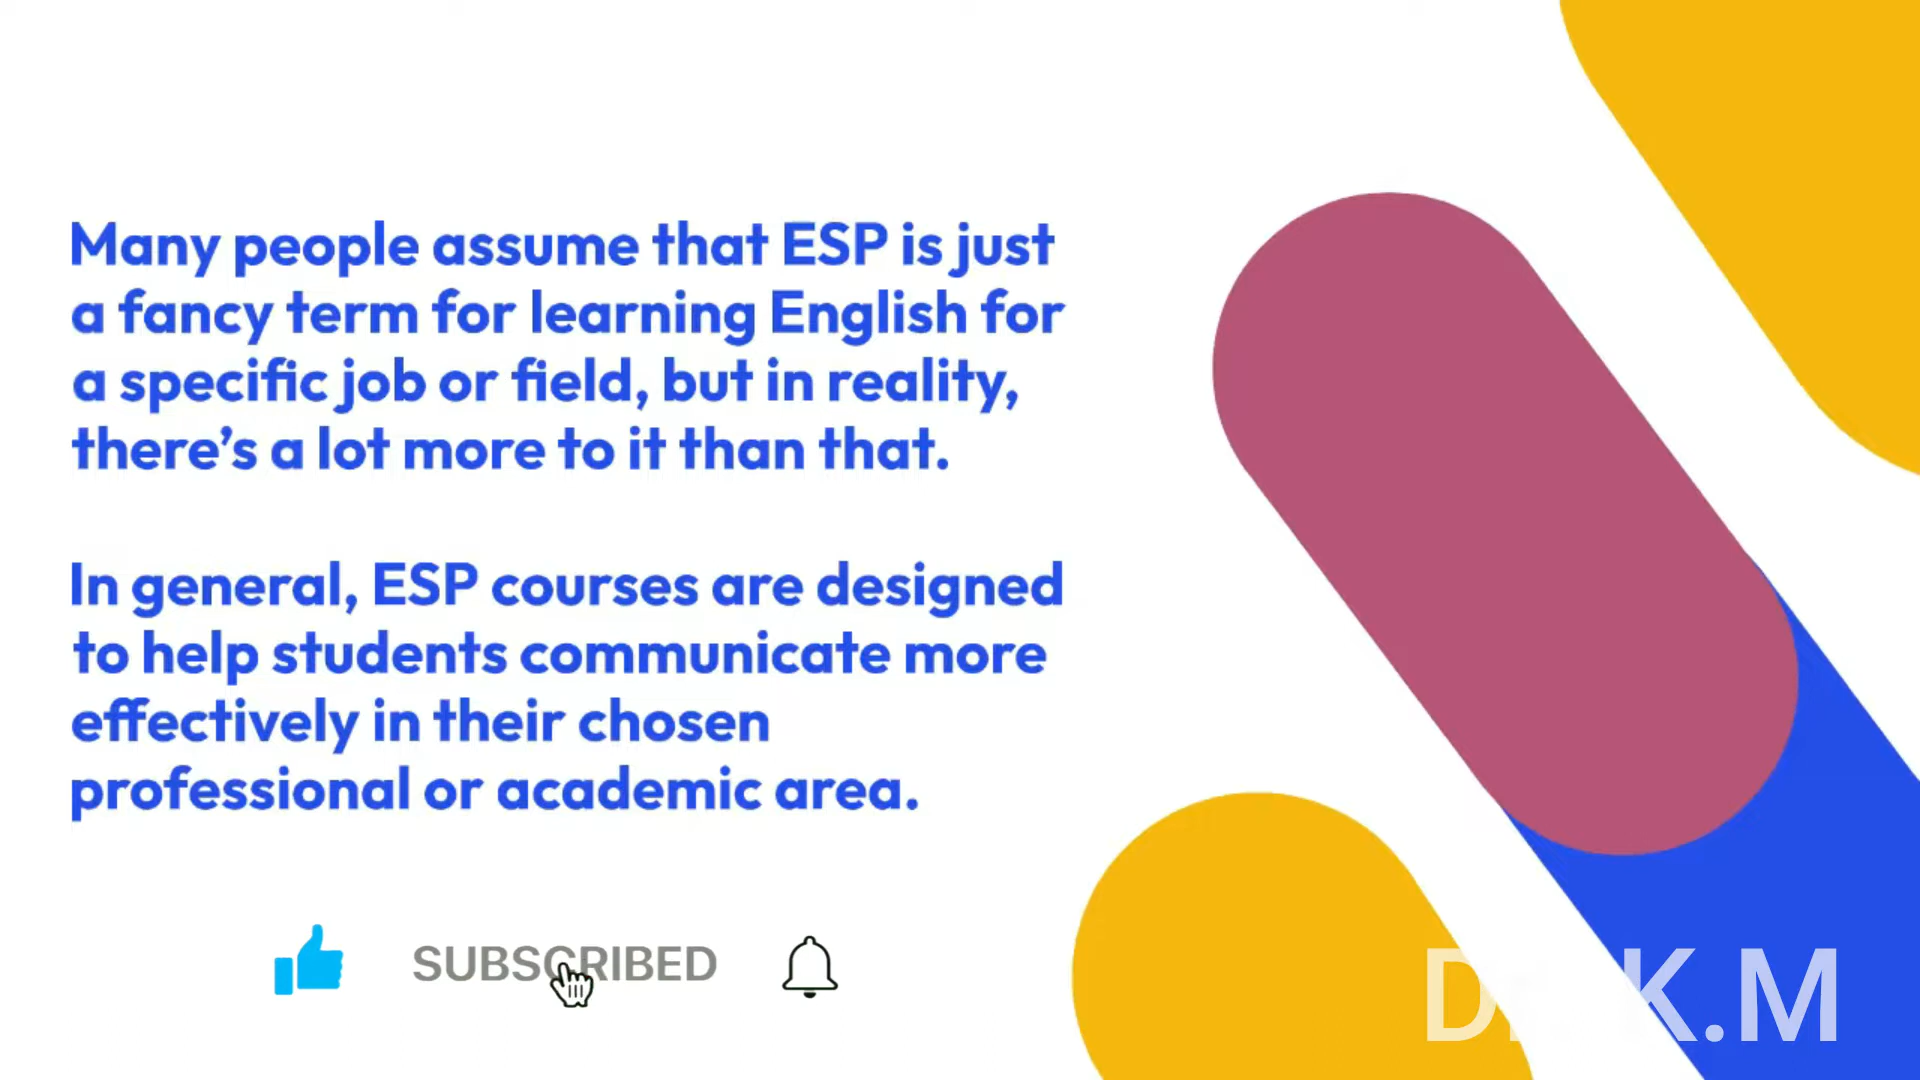 Many people assume that ESP is just
a fancy term for learning English for
a specific job or field, but in reality,
there's a lot more to it than that.
In general, ESP courses are designed
to help students communicate more
effectively in their chosen
professional or academic area.
SUBSCRIBED
K.M